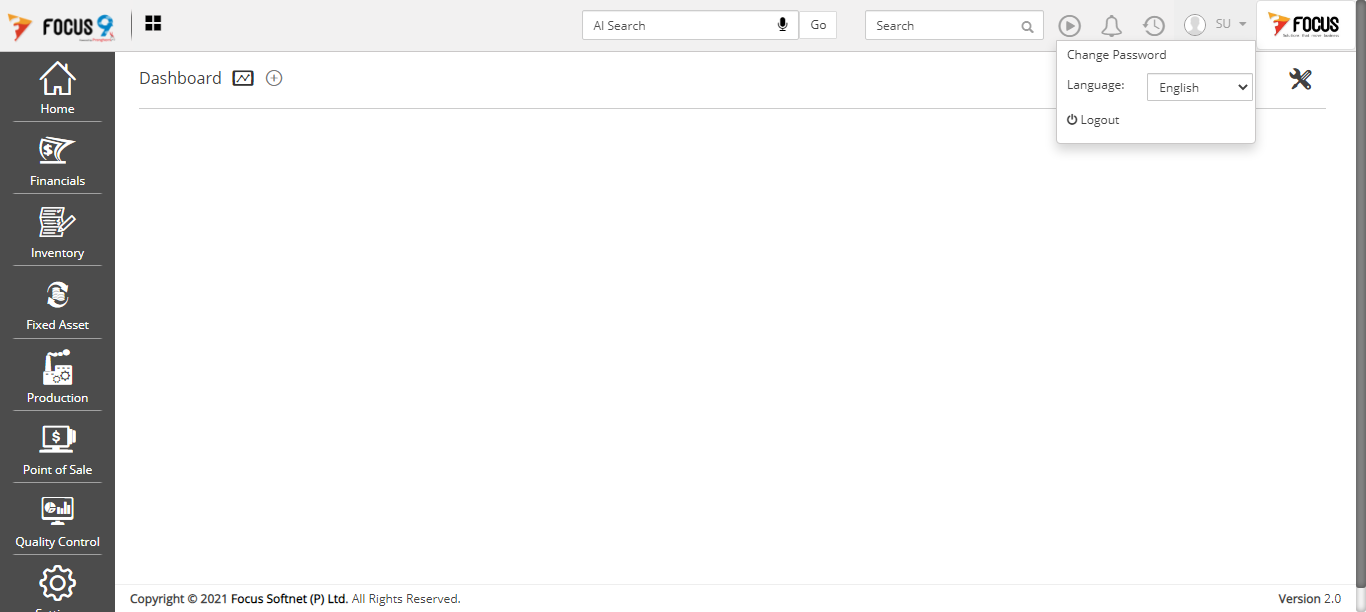 FOCUS 9
AI Search
Go
Search
SU
FOCUS
Change Password
Language:
English
Logout
Dashboard
Home
Financials
Inventory
Fixed Asset
Production
Point of Sale
Quality Control
Copyright © 2021 Focus Softnet (P) Ltd. All Rights Reserved.
Version 2.0